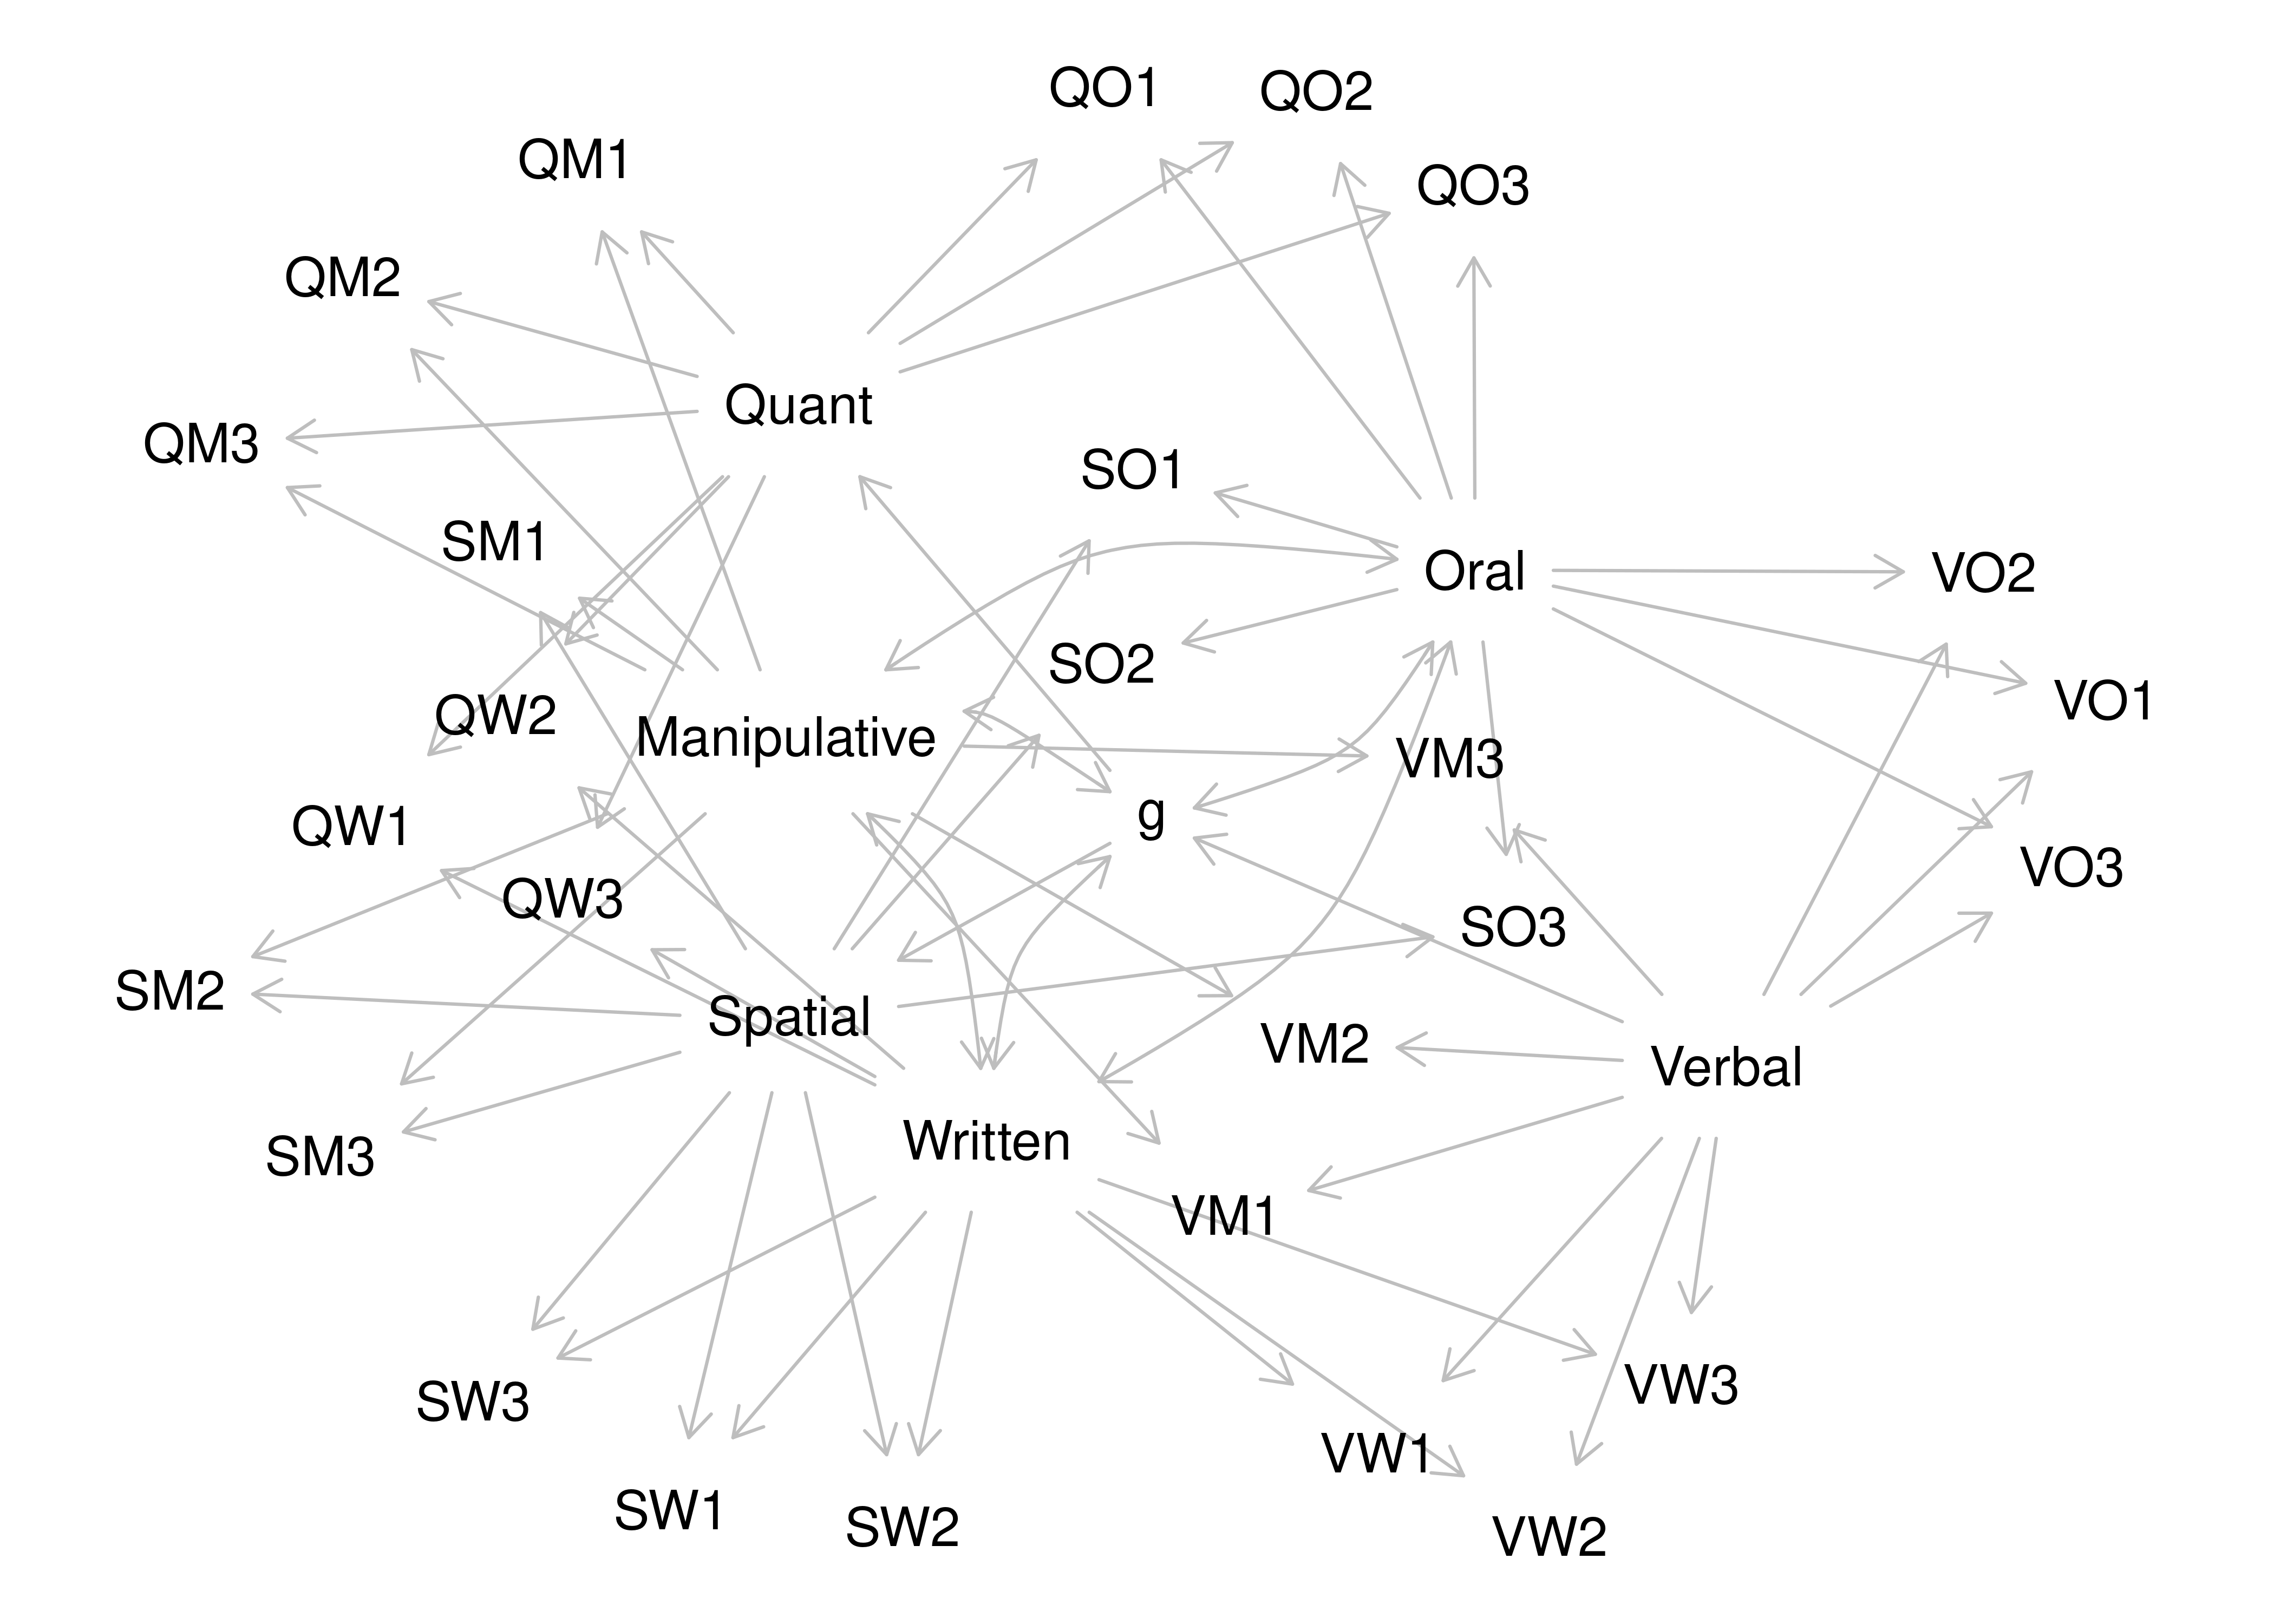 QO1
QO2
QM1
QO3
QM2
Quant
QM3
SO1
SM1
Oral
VO2
SO2
VO1
QW2
Manipulative
VM3
g
QW1
VO3
QW3
SO3
SM2
Spatial
VM2
Verbal
Written
SM3
VM1
VW3
SW3
VW1
SW1
SW2
VW2